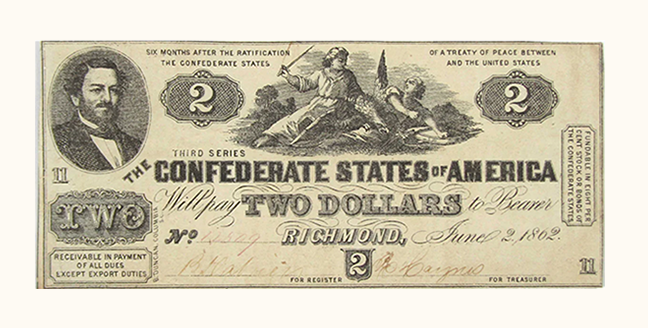 SIX MONTHS AFTER THE RATIFICATION OF A TREATY OF PEACE BETWEEN
THE CONFEDERATE STATES AND THE UNITED STATES
2 2
THIRD SERIES
THE CONFEDERATE STATES OF AMERICA
11
Will pay TWO DOLLARS to Bearer
TWO
No.
RICHMOND, June 2, 1862.
RECEIVABLE IN PAYMENT
OF ALL DUES
EXCEPT EXPORT DUTIES
2
FOR REGISTER FOR TREASURER
11
FUNDABLE IN EIGHT PER
CENT STOCK OR BONDS OF
THE CONFEDERATE STATES